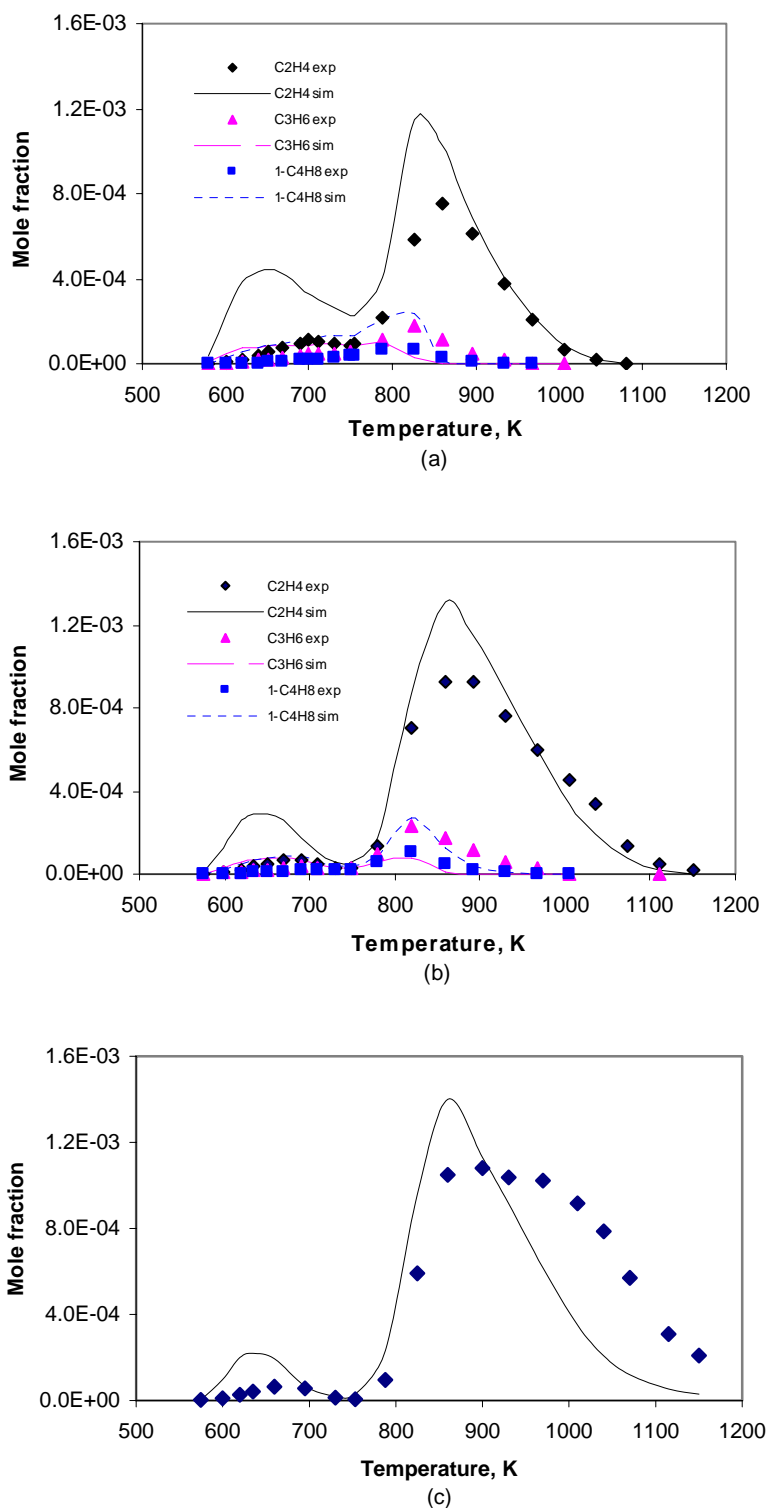 1.6E-03
1.2E-03
8.0E-04
4.0E-04
0.0E+00
Mole fraction
C2H4 exp
C2H4 sim
C3H6 exp
C3H6 sim
1-C4H8 exp
1-C4H8 sim
500 600 700 800 900 1000 1100 1200
Temperature, K
(a)
1.6E-03
1.2E-03
8.0E-04
4.0E-04
0.0E+00
Mole fraction
C2H4 exp
C2H4 sim
C3H6 exp
C3H6 sim
1-C4H8 exp
1-C4H8 sim
500 600 700 800 900 1000 1100 1200
Temperature, K
(b)
1.6E-03
1.2E-03
8.0E-04
4.0E-04
0.0E+00
Mole fraction
500 600 700 800 900 1000 1100 1200
Temperature, K
(c)